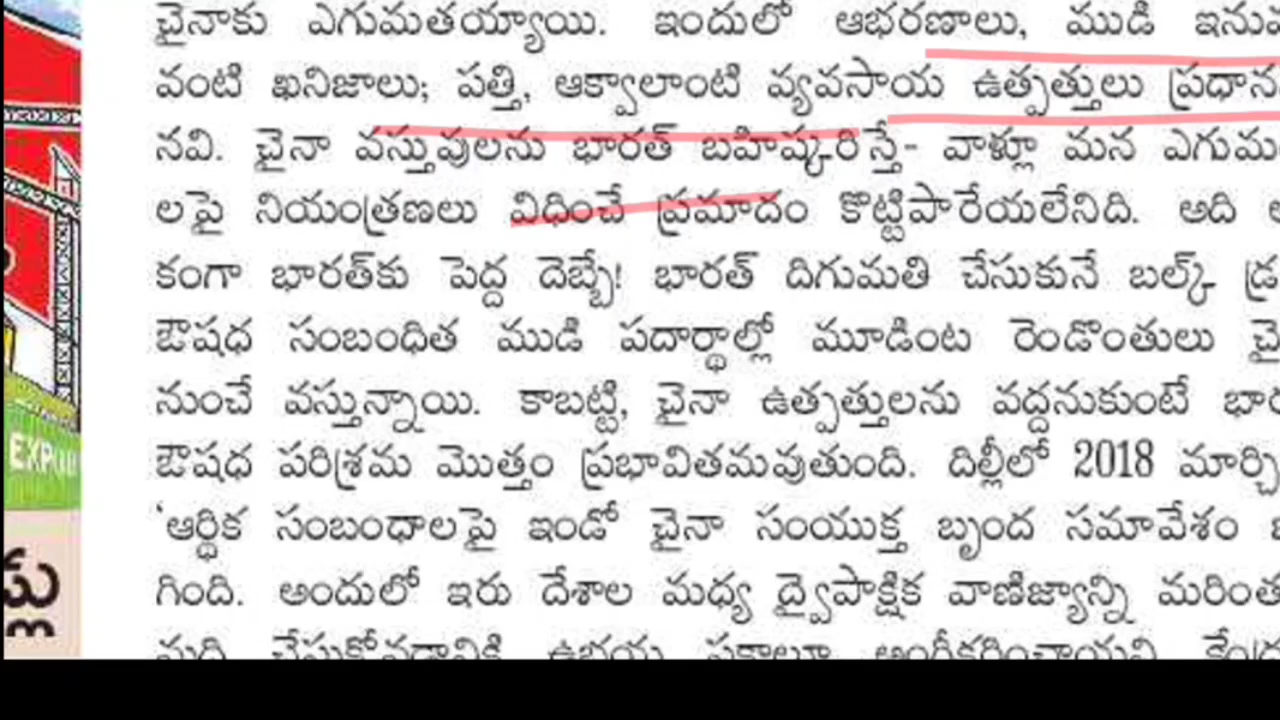 చైనాకు ఎగుమతయ్యాయి. ఇందులో ఆభరణాలు, ముడి
వంటి ఖనిజాలు; పత్తి, ఆక్వాలాంటి వ్యవసాయ ఉత్పత్తులు
నవి. చైనా వస్తువులను భారత్ బహిష్కరిస్తే- వాళ్లూ మన
లపై నియంత్రణలు విధించే ప్రమాదం కొట్టిపారేయలేనిది. అది
కంగా భారత్‌కు పెద్ద దెబ్బే! భారత్ దిగుమతి చేసుకునే బల్క్
ఔషధ సంబంధిత ముడి పదార్థాల్లో మూడింట రెండొంతులు
నుంచే వస్తున్నాయి. కాబట్టి, చైనా ఉత్పత్తులను వద్దనుకుంటే
ఔషధ పరిశ్రమ మొత్తం ప్రభావితమవుతుంది. దిల్లీలో 2018
'ఆర్థిక సంబంధాలపై ఇండో చైనా సంయుక్త బృంద సమావేశం
గింది. అందులో ఇరు దేశాల మధ్య ద్వైపాక్షిక వాణిజ్యాన్ని